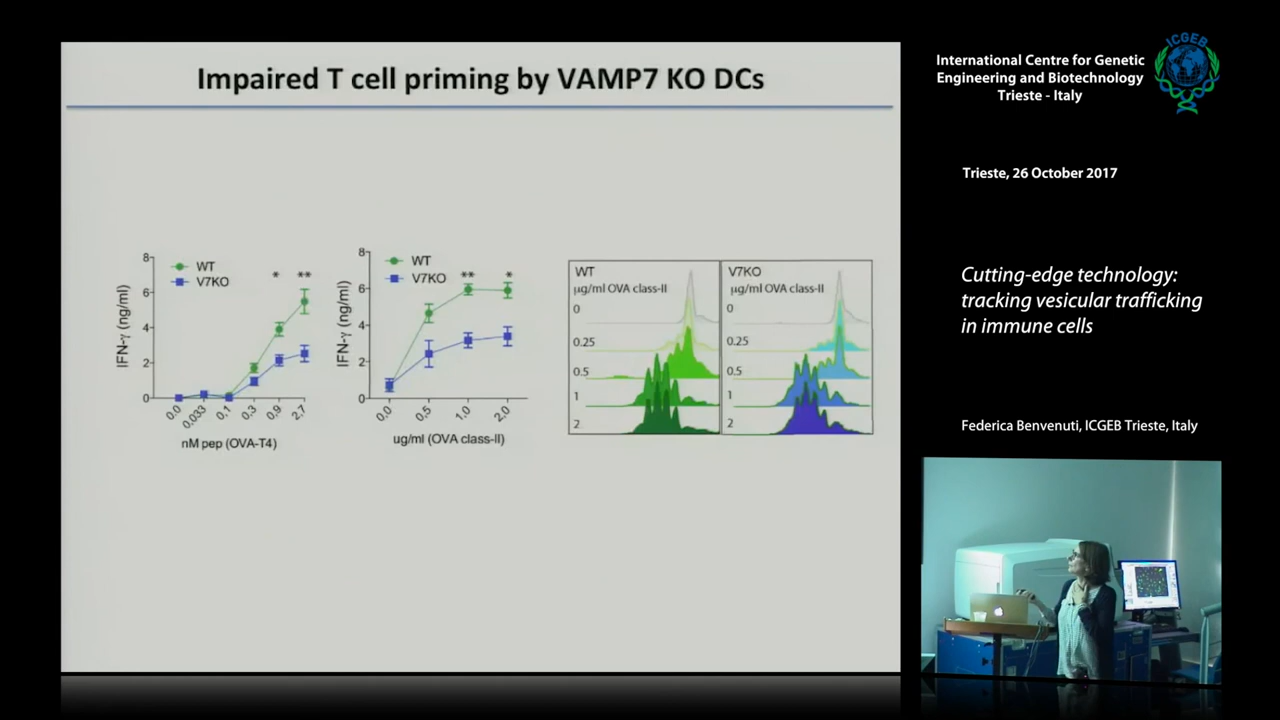 Impaired T cell priming by VAMP7 KO DCs
8
6
4
2
0
IFN-γ (ng/ml)
WT
V7KO
*
**
0,0
0,033
0,1
0,3
0,9
2,7
nM pep (OVA-T4)
8
6
4
2
0
IFN-γ (ng/ml)
WT
V7KO
**
*
0,0
0,5
1,0
2,0
ug/ml (OVA class-II)
WT
µg/ml OVA class-II
0
0.25
0.5
1
2
V7KO
µg/ml OVA class-II
0
0.25
0.5
1
2
International Centre for Genetic
Engineering and Biotechnology
Trieste - Italy
ICGEB
Trieste, 26 October 2017
Cutting-edge technology:
tracking vesicular trafficking
in immune cells
Federica Benvenuti, ICGEB Trieste, Italy